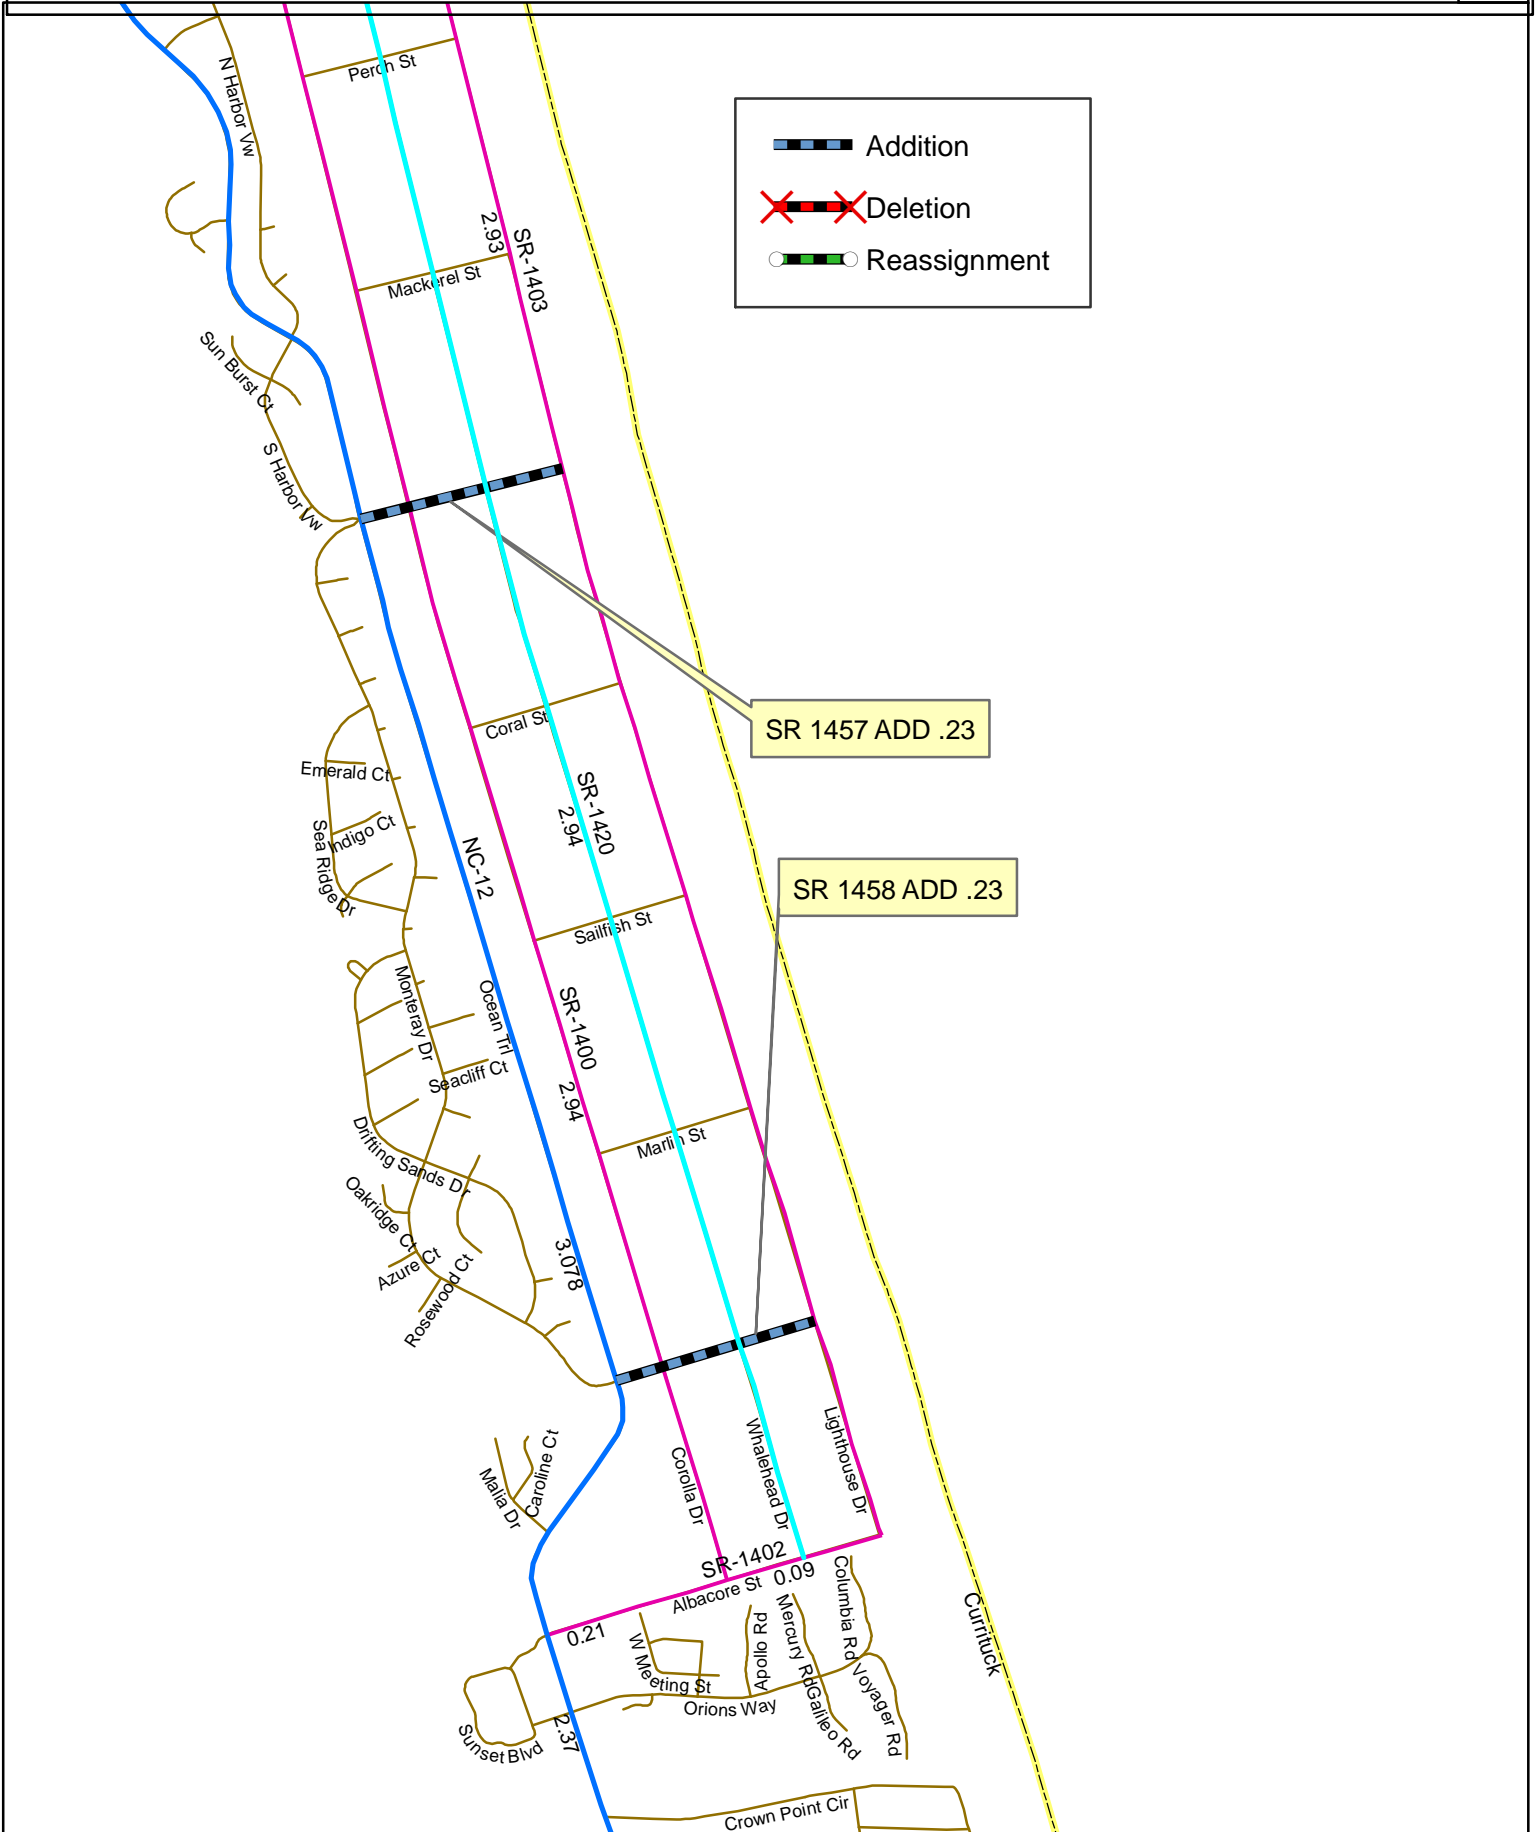 Perch St
N Harbor Vw
Addition
Deletion
Reassignment
2.93
SR-1403
Mackerel St
Sun Burst Ct
S Harbor Vw
SR 1457 ADD .23
Coral St
Emerald Ct
SR-1420
2.94
Indigo Ct
Sea Ridge Dr
NC-12
SR 1458 ADD .23
Sailfish St
Monteray Dr
Ocean Trl
SR-1400
2.94
Seacliff Ct
Marlin St
Drifting Sands Dr
Oakridge Ct
Azure Ct
Rosewood Ct
3.078
Malia Dr
Caroline Ct
Corolla Dr
Whalehead Dr
Lighthouse Dr
SR-1402
Albacore St
0.09
0.21
W Meeting St
Apollo Rd
Mercury Rd
Columbia Rd
Galileo Rd
Voyager Rd
Orions Way
Currituck
2.37
Sunset Blvd
Crown Point Cir